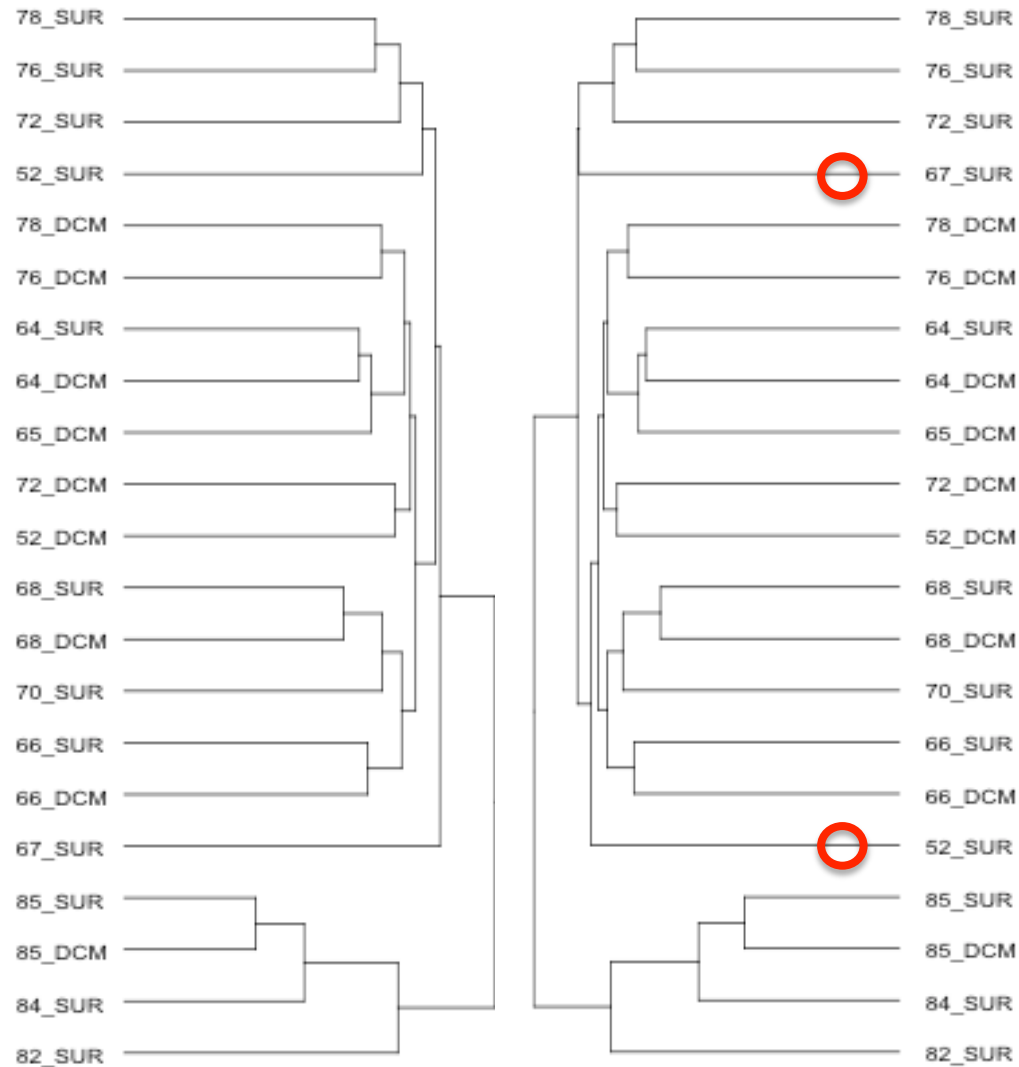 78_SUR
76_SUR
72_SUR
52_SUR
78_DCM
76_DCM
64_SUR
64_DCM
65_DCM
72_DCM
52_DCM
68_SUR
68_DCM
70_SUR
66_SUR
66_DCM
67_SUR
85_SUR
85_DCM
84_SUR
82_SUR
78_SUR
76_SUR
72_SUR
67_SUR
78_DCM
76_DCM
64_SUR
64_DCM
65_DCM
72_DCM
52_DCM
68_SUR
68_DCM
70_SUR
66_SUR
66_DCM
52_SUR
85_SUR
85_DCM
84_SUR
82_SUR